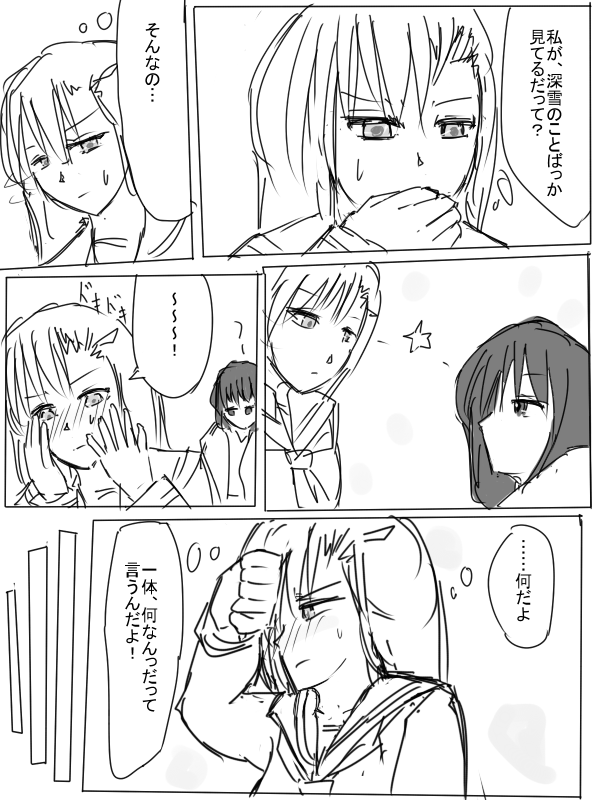 私が、深雪のことばっか
見てるだって？
そんなの…
～～～！
ドキドキ
？
……何だよ
一体、何なんっだって
言うんだよ！